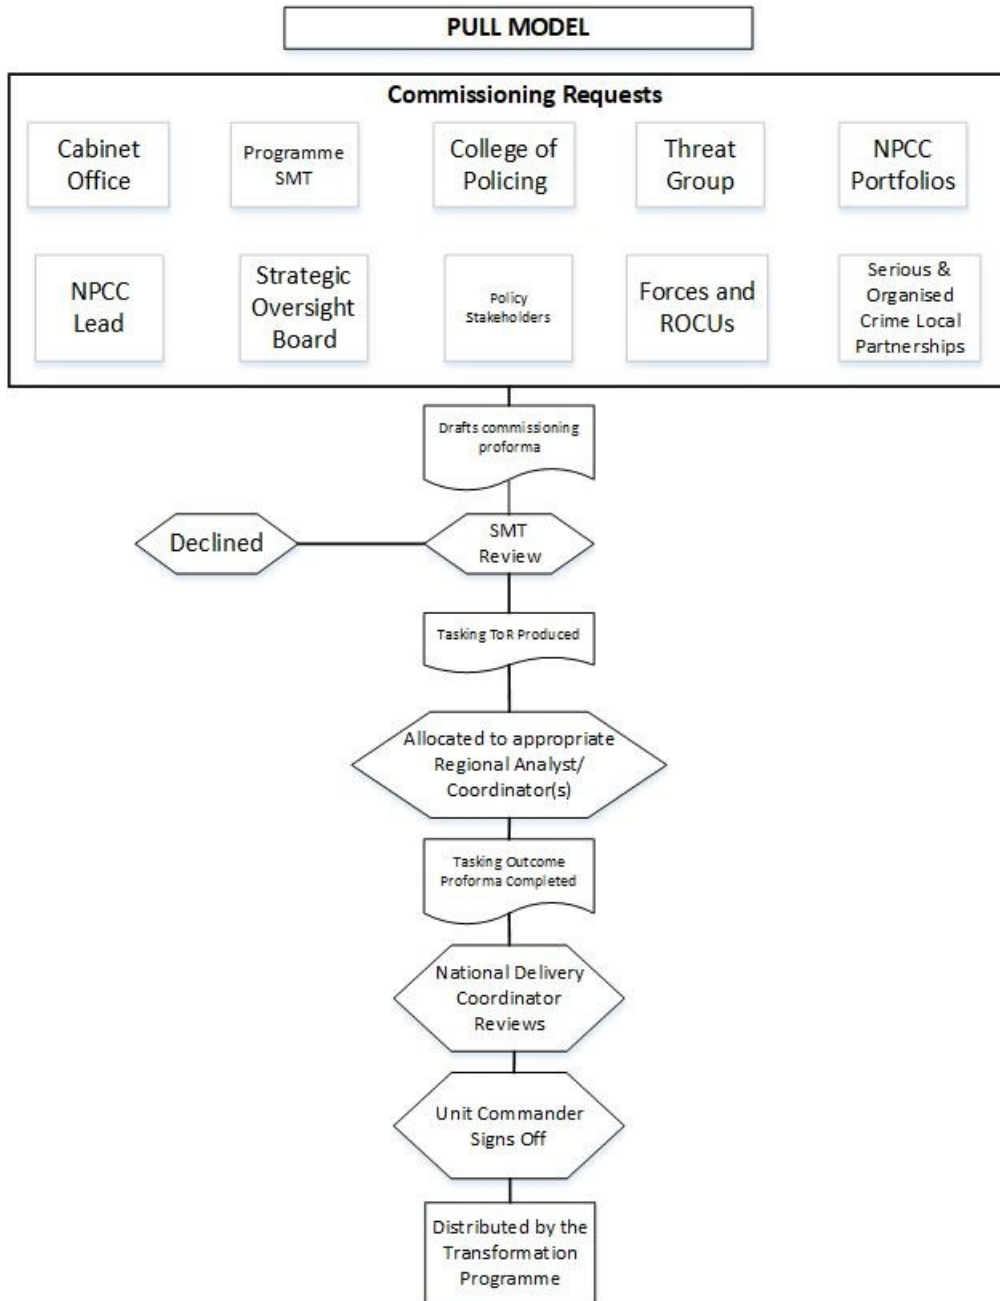 PULL MODEL
Commissioning Requests
Cabinet
Office
Programme
SMT
College of
Policing
Threat
Group
NPCC
Portfolios
NPCC
Lead
Strategic
Oversight
Board
Policy
Stakeholders
Forces and
ROCUs
Serious &
Organised
Crime Local
Partnerships
Drafts commissioning
proforma
Declined
SMT
Review
Tasking ToR Produced
Allocated to appropriate
Regional Analyst/
Coordinator(s)
Tasking Outcome
Proforma Completed
National Delivery
Coordinator
Reviews
Unit Commander
Signs Off
Distributed by the
Transformation
Programme